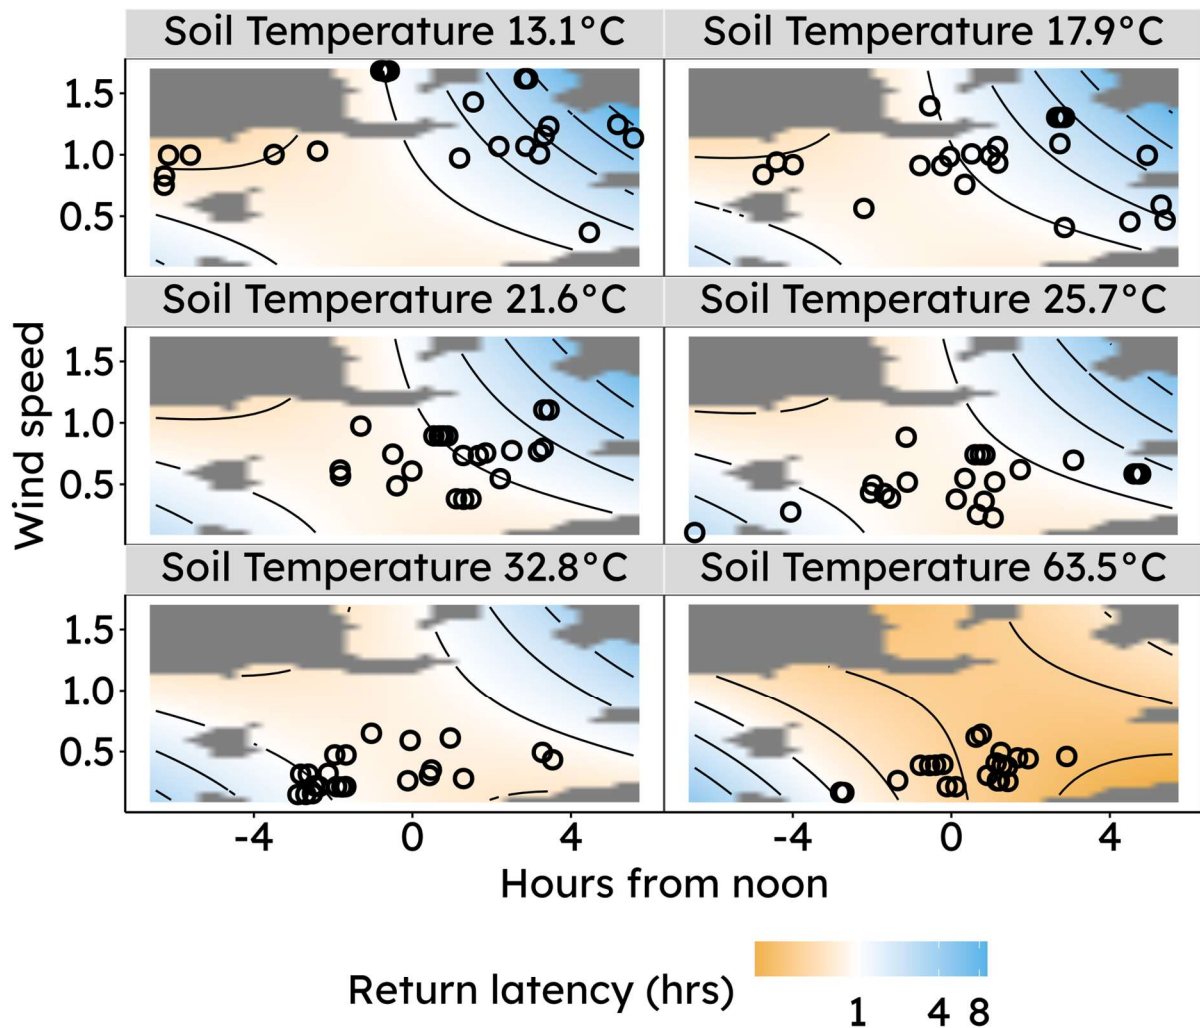 Soil Temperature 13.1°C
Soil Temperature 17.9°C
1.5
1.0
0.5
Soil Temperature 21.6°C
Soil Temperature 25.7°C
1.5
1.0
0.5
Wind speed
Soil Temperature 32.8°C
Soil Temperature 63.5°C
1.5
1.0
0.5
-4 0 4
-4 0 4
Hours from noon
Return latency (hrs)
1 4 8